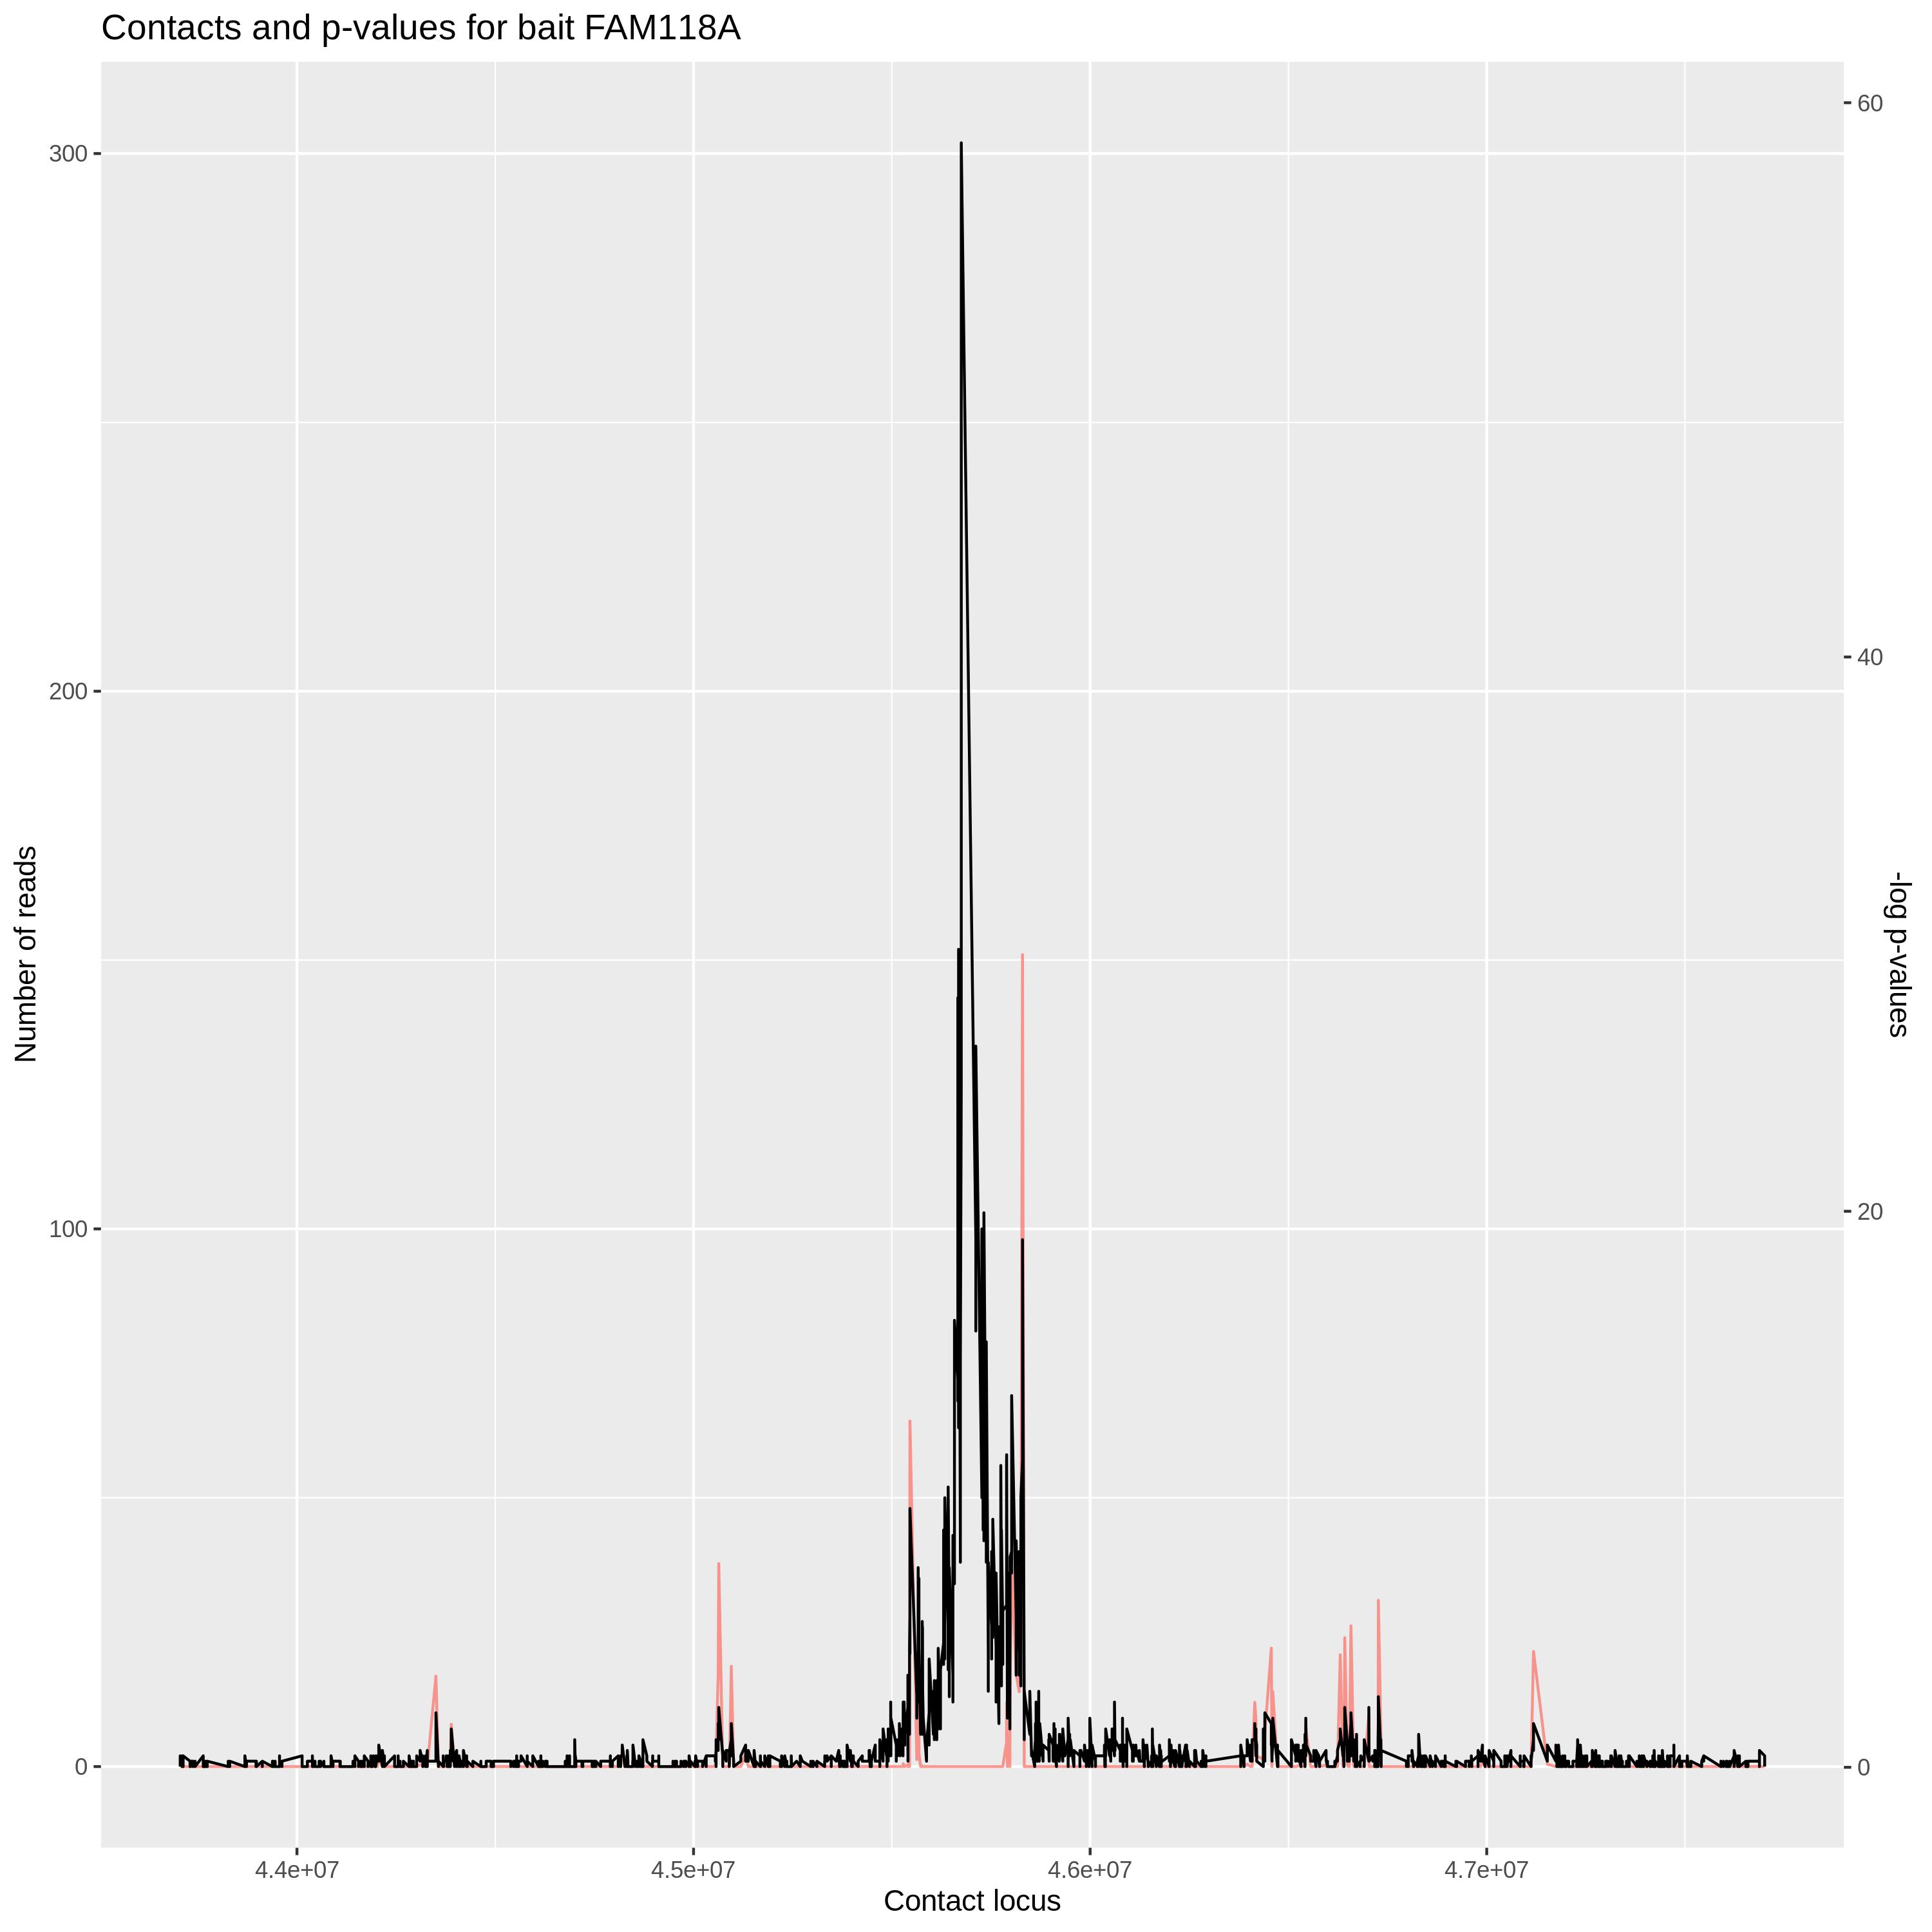 Contacts and p-values for bait FAM118A
300
200
100
0
Number of reads
60
40
20
0
-log p-values
4.4e+07
4.5e+07
4.6e+07
4.7e+07
Contact locus